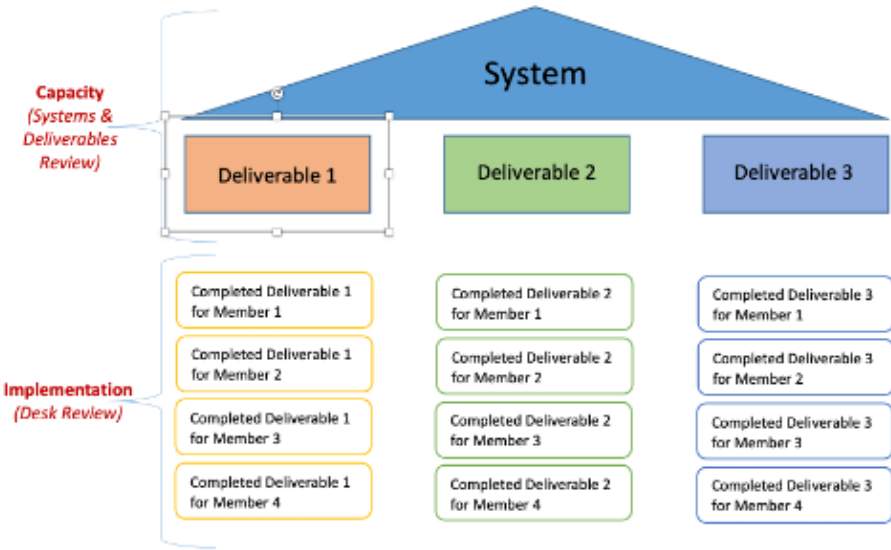 System
Capacity
(Systems &
Deliverables
Review)
Deliverable 1
Deliverable 2
Deliverable 3
Implementation
(Desk Review)
Completed Deliverable 1
for Member 1
Completed Deliverable 2
for Member 1
Completed Deliverable 3
for Member 1
Completed Deliverable 1
for Member 2
Completed Deliverable 2
for Member 2
Completed Deliverable 3
for Member 2
Completed Deliverable 1
for Member 3
Completed Deliverable 2
for Member 3
Completed Deliverable 3
for Member 3
Completed Deliverable 1
for Member 4
Completed Deliverable 2
for Member 4
Completed Deliverable 3
for Member 4